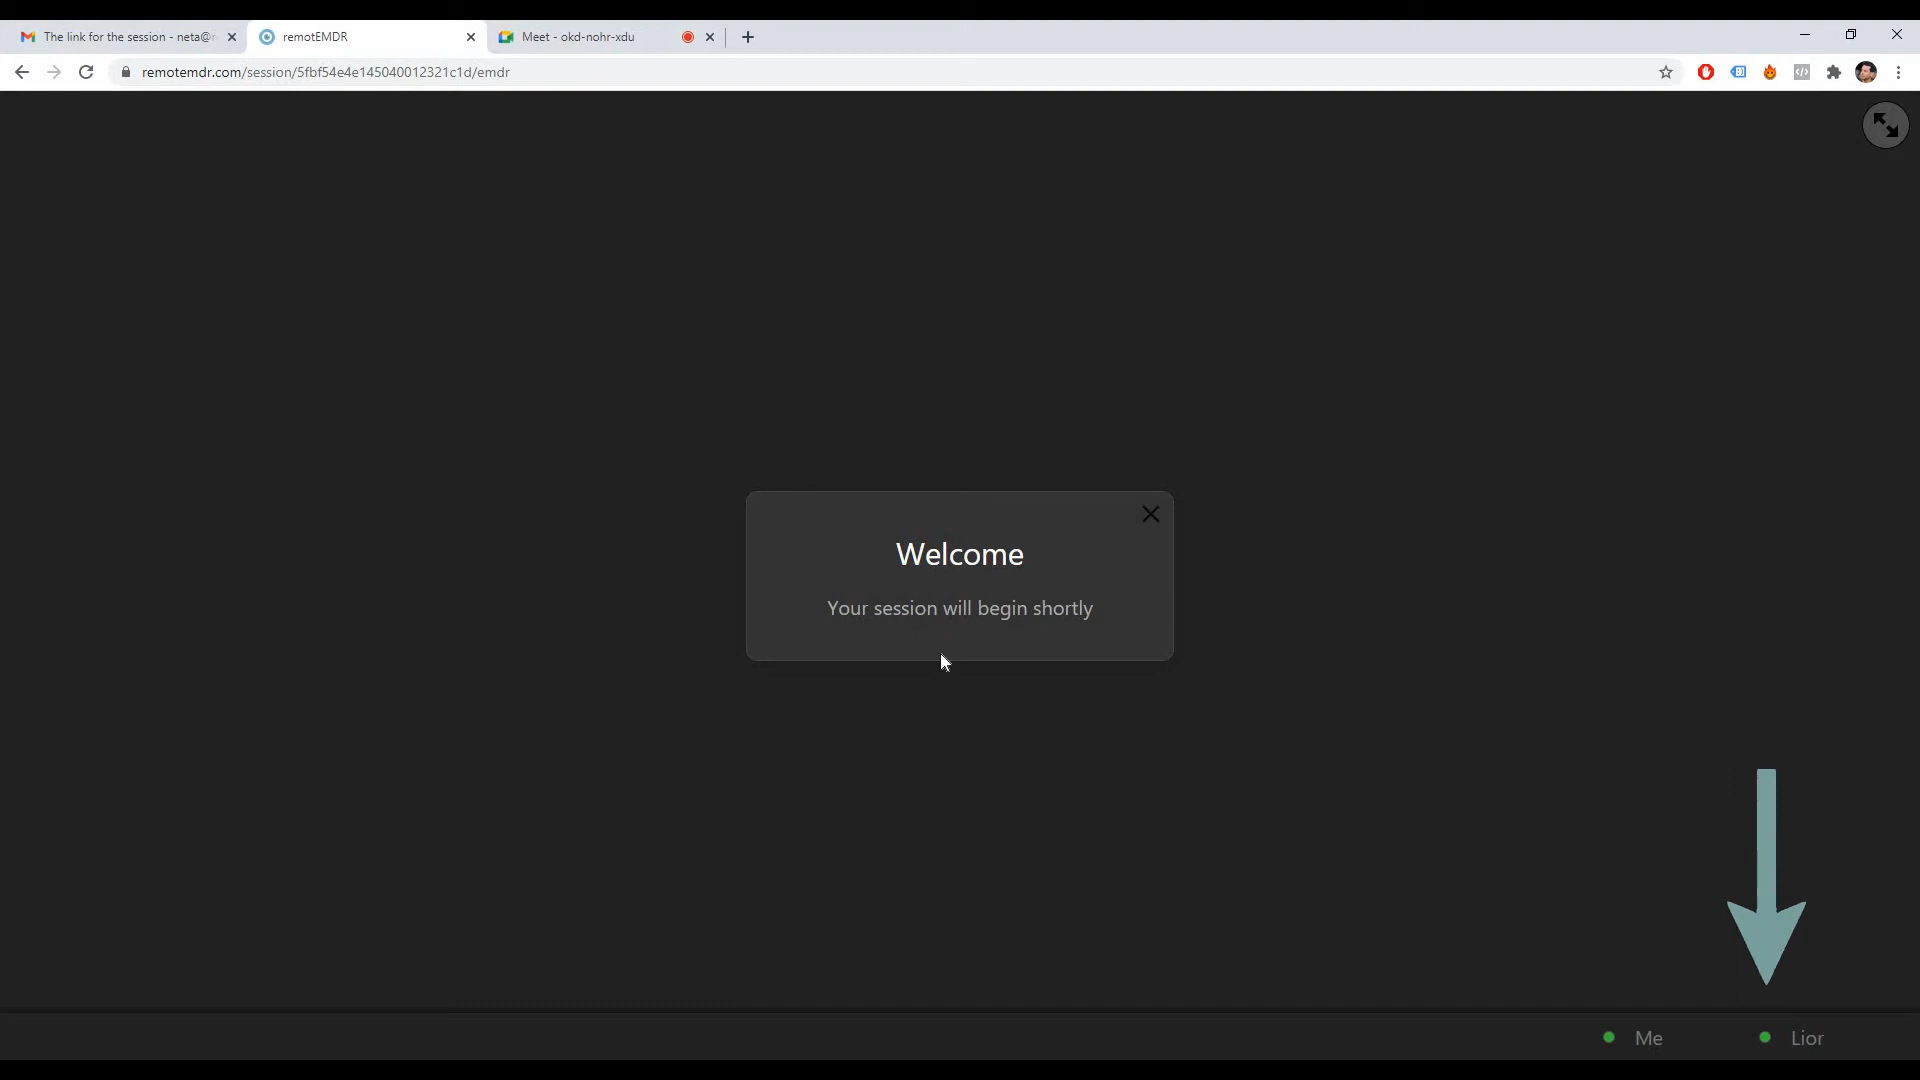 The link for the session - neta@r
remotEMDR
Meet - okd-nohr-xdu
remotemdr.com/session/5fbf54e4e145040012321c1d/emdr
Welcome
Your session will begin shortly
Me
Lior